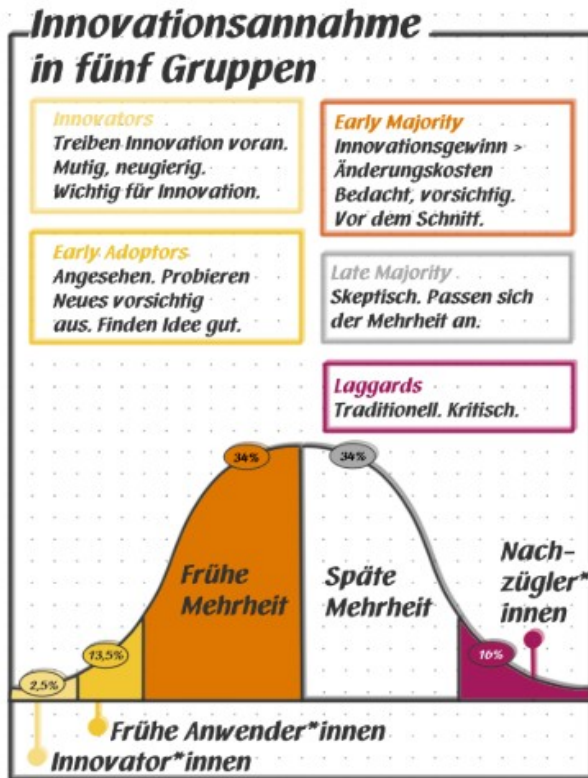 Innovationsannahme
in fünf Gruppen
Innovators
Treiben Innovation voran.
Mutig, neugierig.
Wichtig für Innovation.
Early Adoptors
Angesehen. Probieren
Neues vorsichtig
aus. Finden Idee gut.
Early Majority
Innovationsgewinn >
Änderungskosten
Bedacht, vorsichtig.
Vor dem Schnitt.
Late Majority
Skeptisch. Passen sich
der Mehrheit an.
Laggards
Traditionell. Kritisch.
34%
34%
Frühe
Mehrheit
Späte
Mehrheit
Nach-
zügler*
innen
13,5%
16%
2,5%
Frühe Anwender*innen
Innovator*innen